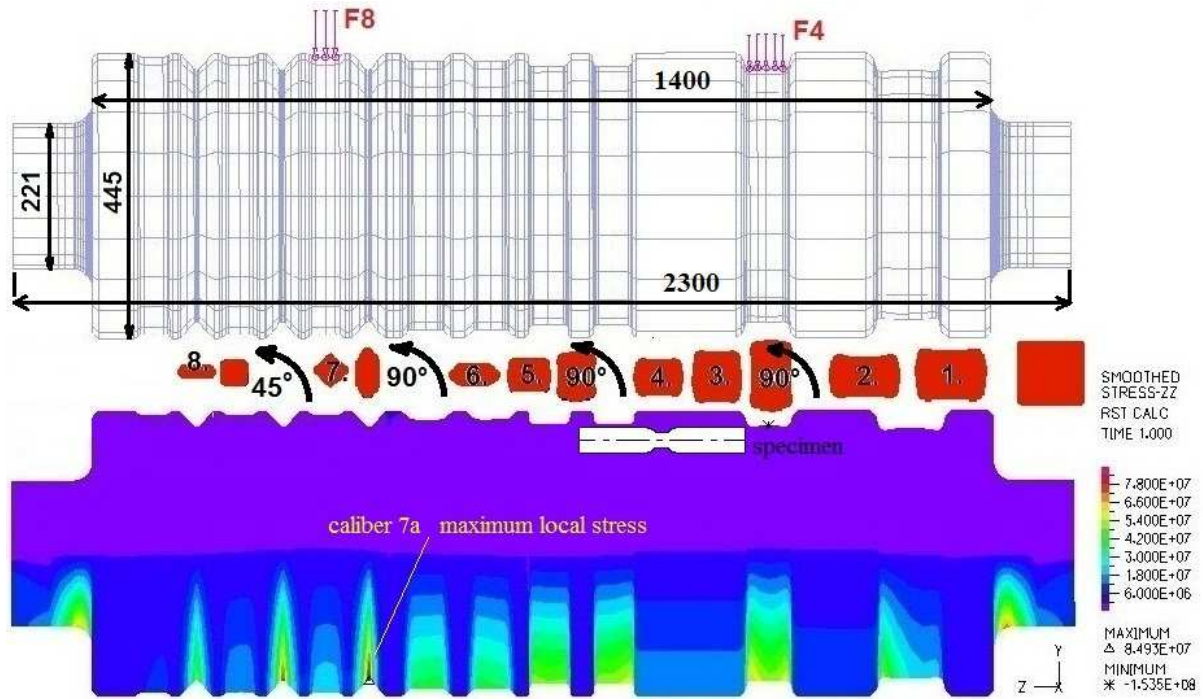 F8
F4
1400
221
445
2300
8.
45°
7.
90°
6.
5.
90°
4.
3.
90°
2.
1.
specimen
caliber 7a maximum local stress
SMOOTHED
STRESS-ZZ
RST CALC
TIME 1.000
7.800E+07
6.600E+07
5.400E+07
4.200E+07
3.000E+07
1.800E+07
6.000E+06
MAXIMUM
△ 8.493E+07
MINIMUM
* -1.535E+08
Y
Z X